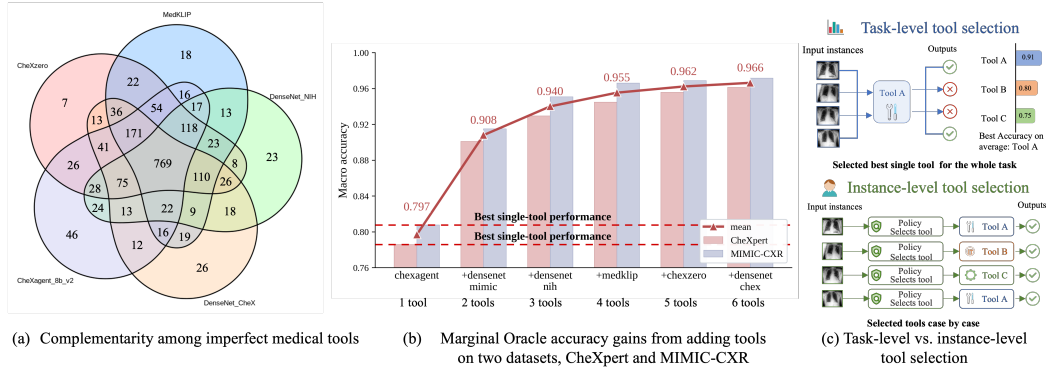 MedKLIP
CheXzero
DenseNet_NIH
CheXagent_8b_v2
DenseNet_CheX
18
7
22
16
54
17
13
13
36
171
118
23
23
41
769
8
26
28
75
110
26
24
13
22
9
18
46
12
16
19
26
(a) Complementarity among imperfect medical tools
Macro accuracy
1.00
0.96
0.92
0.88
0.84
0.80
0.76
0.797
0.908
0.940
0.955
0.962
0.966
Best single-tool performance
Best single-tool performance
mean
CheXpert
MIMIC-CXR
chexagent
+densenet
mimic
+densenet
nih
+medklip
+chexzero
+densenet
chex
1 tool
2 tools
3 tools
4 tools
5 tools
6 tools
(b) Marginal Oracle accuracy gains from adding tools
on two datasets, CheXpert and MIMIC-CXR
Task-level tool selection
Input instances
Outputs
Tool A
Tool A
0.91
Tool B
0.80
Tool C
0.75
Best Accuracy on
average: Tool A
Selected best single tool for the whole task
Instance-level tool selection
Input instances
Outputs
Policy
Selects tool
Tool A
Policy
Selects tool
Tool B
Policy
Selects tool
Tool C
Policy
Selects tool
Tool A
Selected tools case by case
(c) Task-level vs. instance-level
tool selection